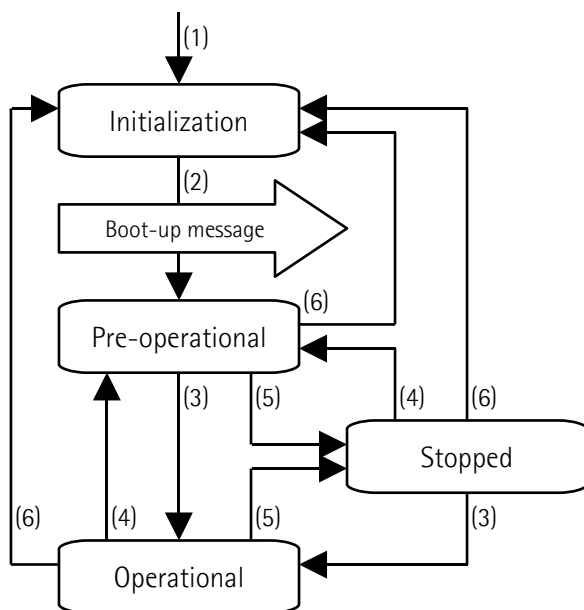 (1)
Initialization
(2)
Boot-up message
(6)
Pre-operational
(3)
(5)
(4)
(6)
Stopped
(6)
(4)
(5)
(3)
Operational